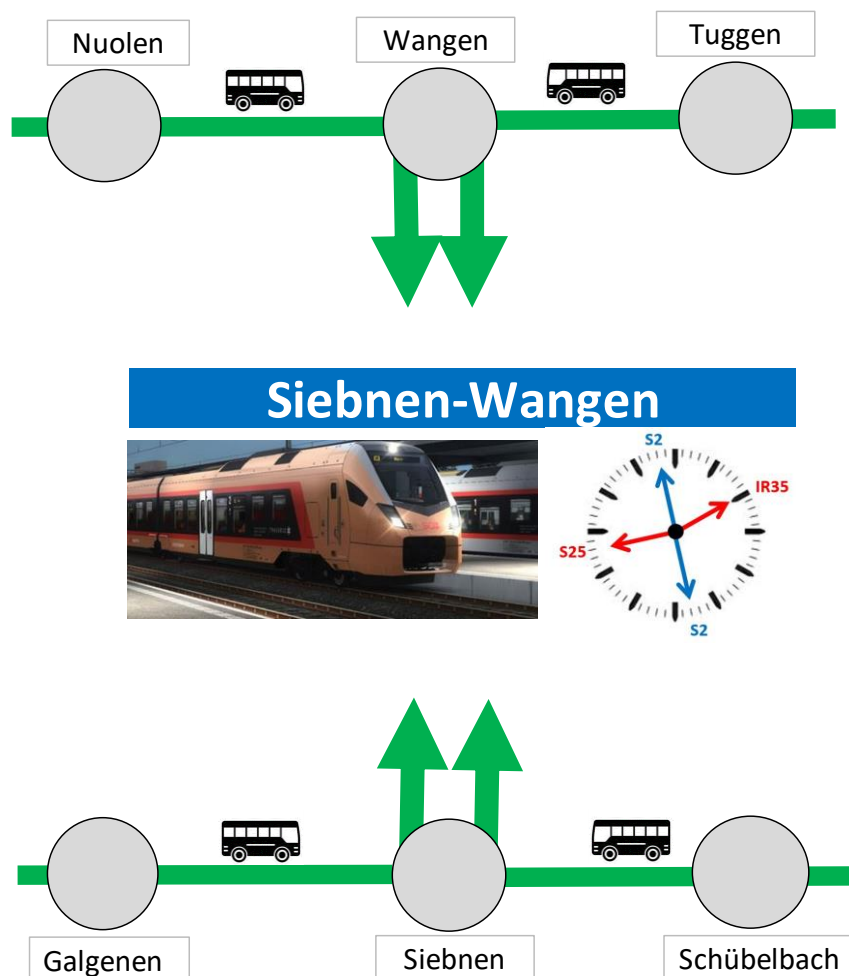 Nuolen
Wangen
Tuggen
Siebnen-Wangen
S2
IR35
S25
S2
Galgenen
Siebnen
Schübelbach